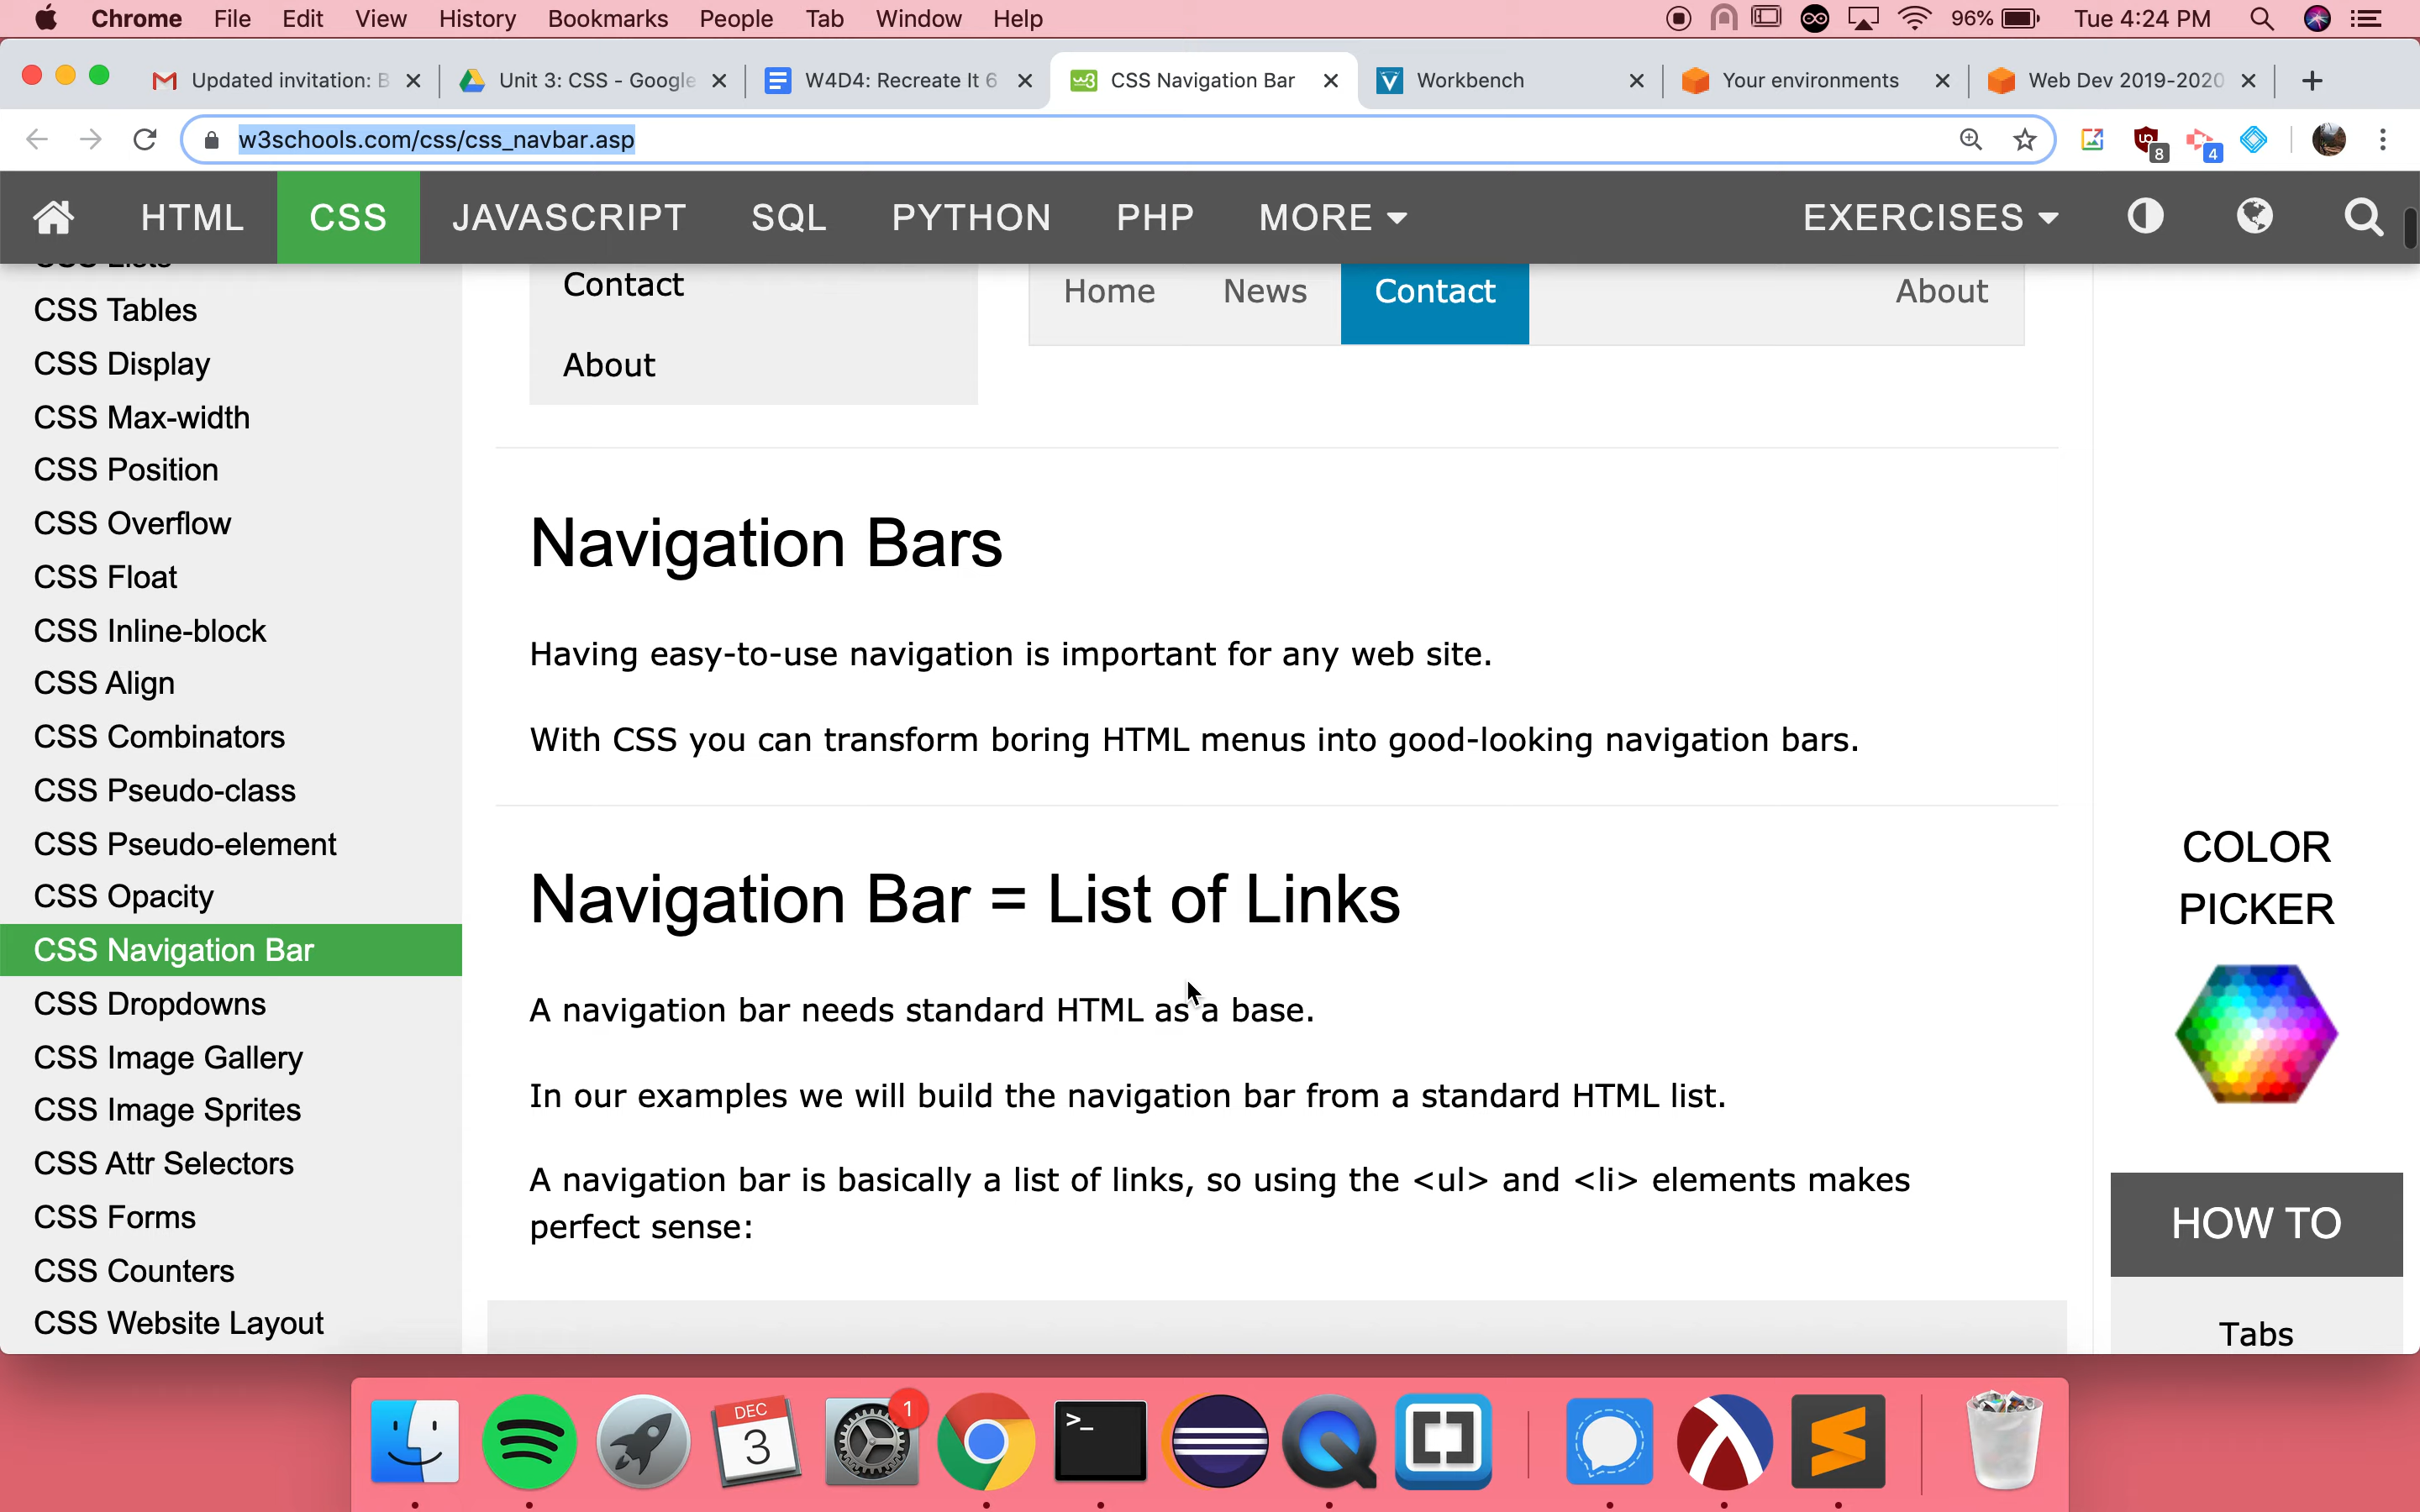 Chrome File Edit View History Bookmarks People Tab Window Help 96% Tue 4:24 PM
Updated invitation: B Unit 3: CSS - Google W4D4: Recreate It 6 CSS Navigation Bar Workbench Your environments Web Dev 2019-2020
w3schools.com/css/css_navbar.asp 8 4
HTML CSS JAVASCRIPT SQL PYTHON PHP MORE EXERCISES
CSS Lists
CSS Tables
CSS Display
CSS Max-width
CSS Position
CSS Overflow
CSS Float
CSS Inline-block
CSS Align
CSS Combinators
CSS Pseudo-class
CSS Pseudo-element
CSS Opacity
CSS Navigation Bar
CSS Dropdowns
CSS Image Gallery
CSS Image Sprites
CSS Attr Selectors
CSS Forms
CSS Counters
CSS Website Layout
Contact
About
Home News Contact About
Navigation Bars
Having easy-to-use navigation is important for any web site.
With CSS you can transform boring HTML menus into good-looking navigation bars.
Navigation Bar = List of Links
A navigation bar needs standard HTML as a base.
In our examples we will build the navigation bar from a standard HTML list.
A navigation bar is basically a list of links, so using the <ul> and <li> elements makes
perfect sense:
COLOR
PICKER
HOW TO
Tabs
DEC
3
1
>_